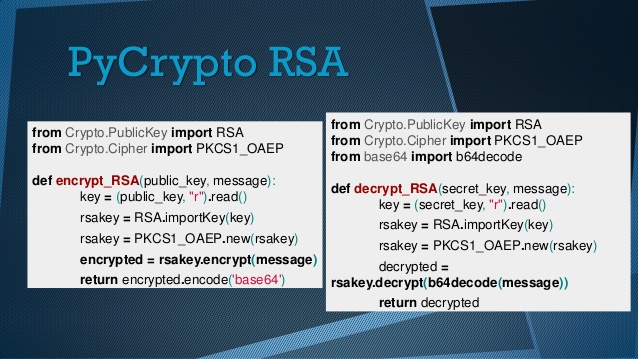 PyCrypto RSA
from Crypto.PublicKey import RSA
from Crypto.Cipher import PKCS1_OAEP
def encrypt_RSA(public_key, message):
key = (public_key, "r").read()
rsakey = RSA.importKey(key)
rsakey = PKCS1_OAEP.new(rsakey)
encrypted = rsakey.encrypt(message)
return encrypted.encode('base64')
from Crypto.PublicKey import RSA
from Crypto.Cipher import PKCS1_OAEP
from base64 import b64decode
def decrypt_RSA(secret_key, message):
key = (secret_key, "r").read()
rsakey = RSA.importKey(key)
rsakey = PKCS1_OAEP.new(rsakey)
decrypted =
rsakey.decrypt(b64decode(message))
return decrypted